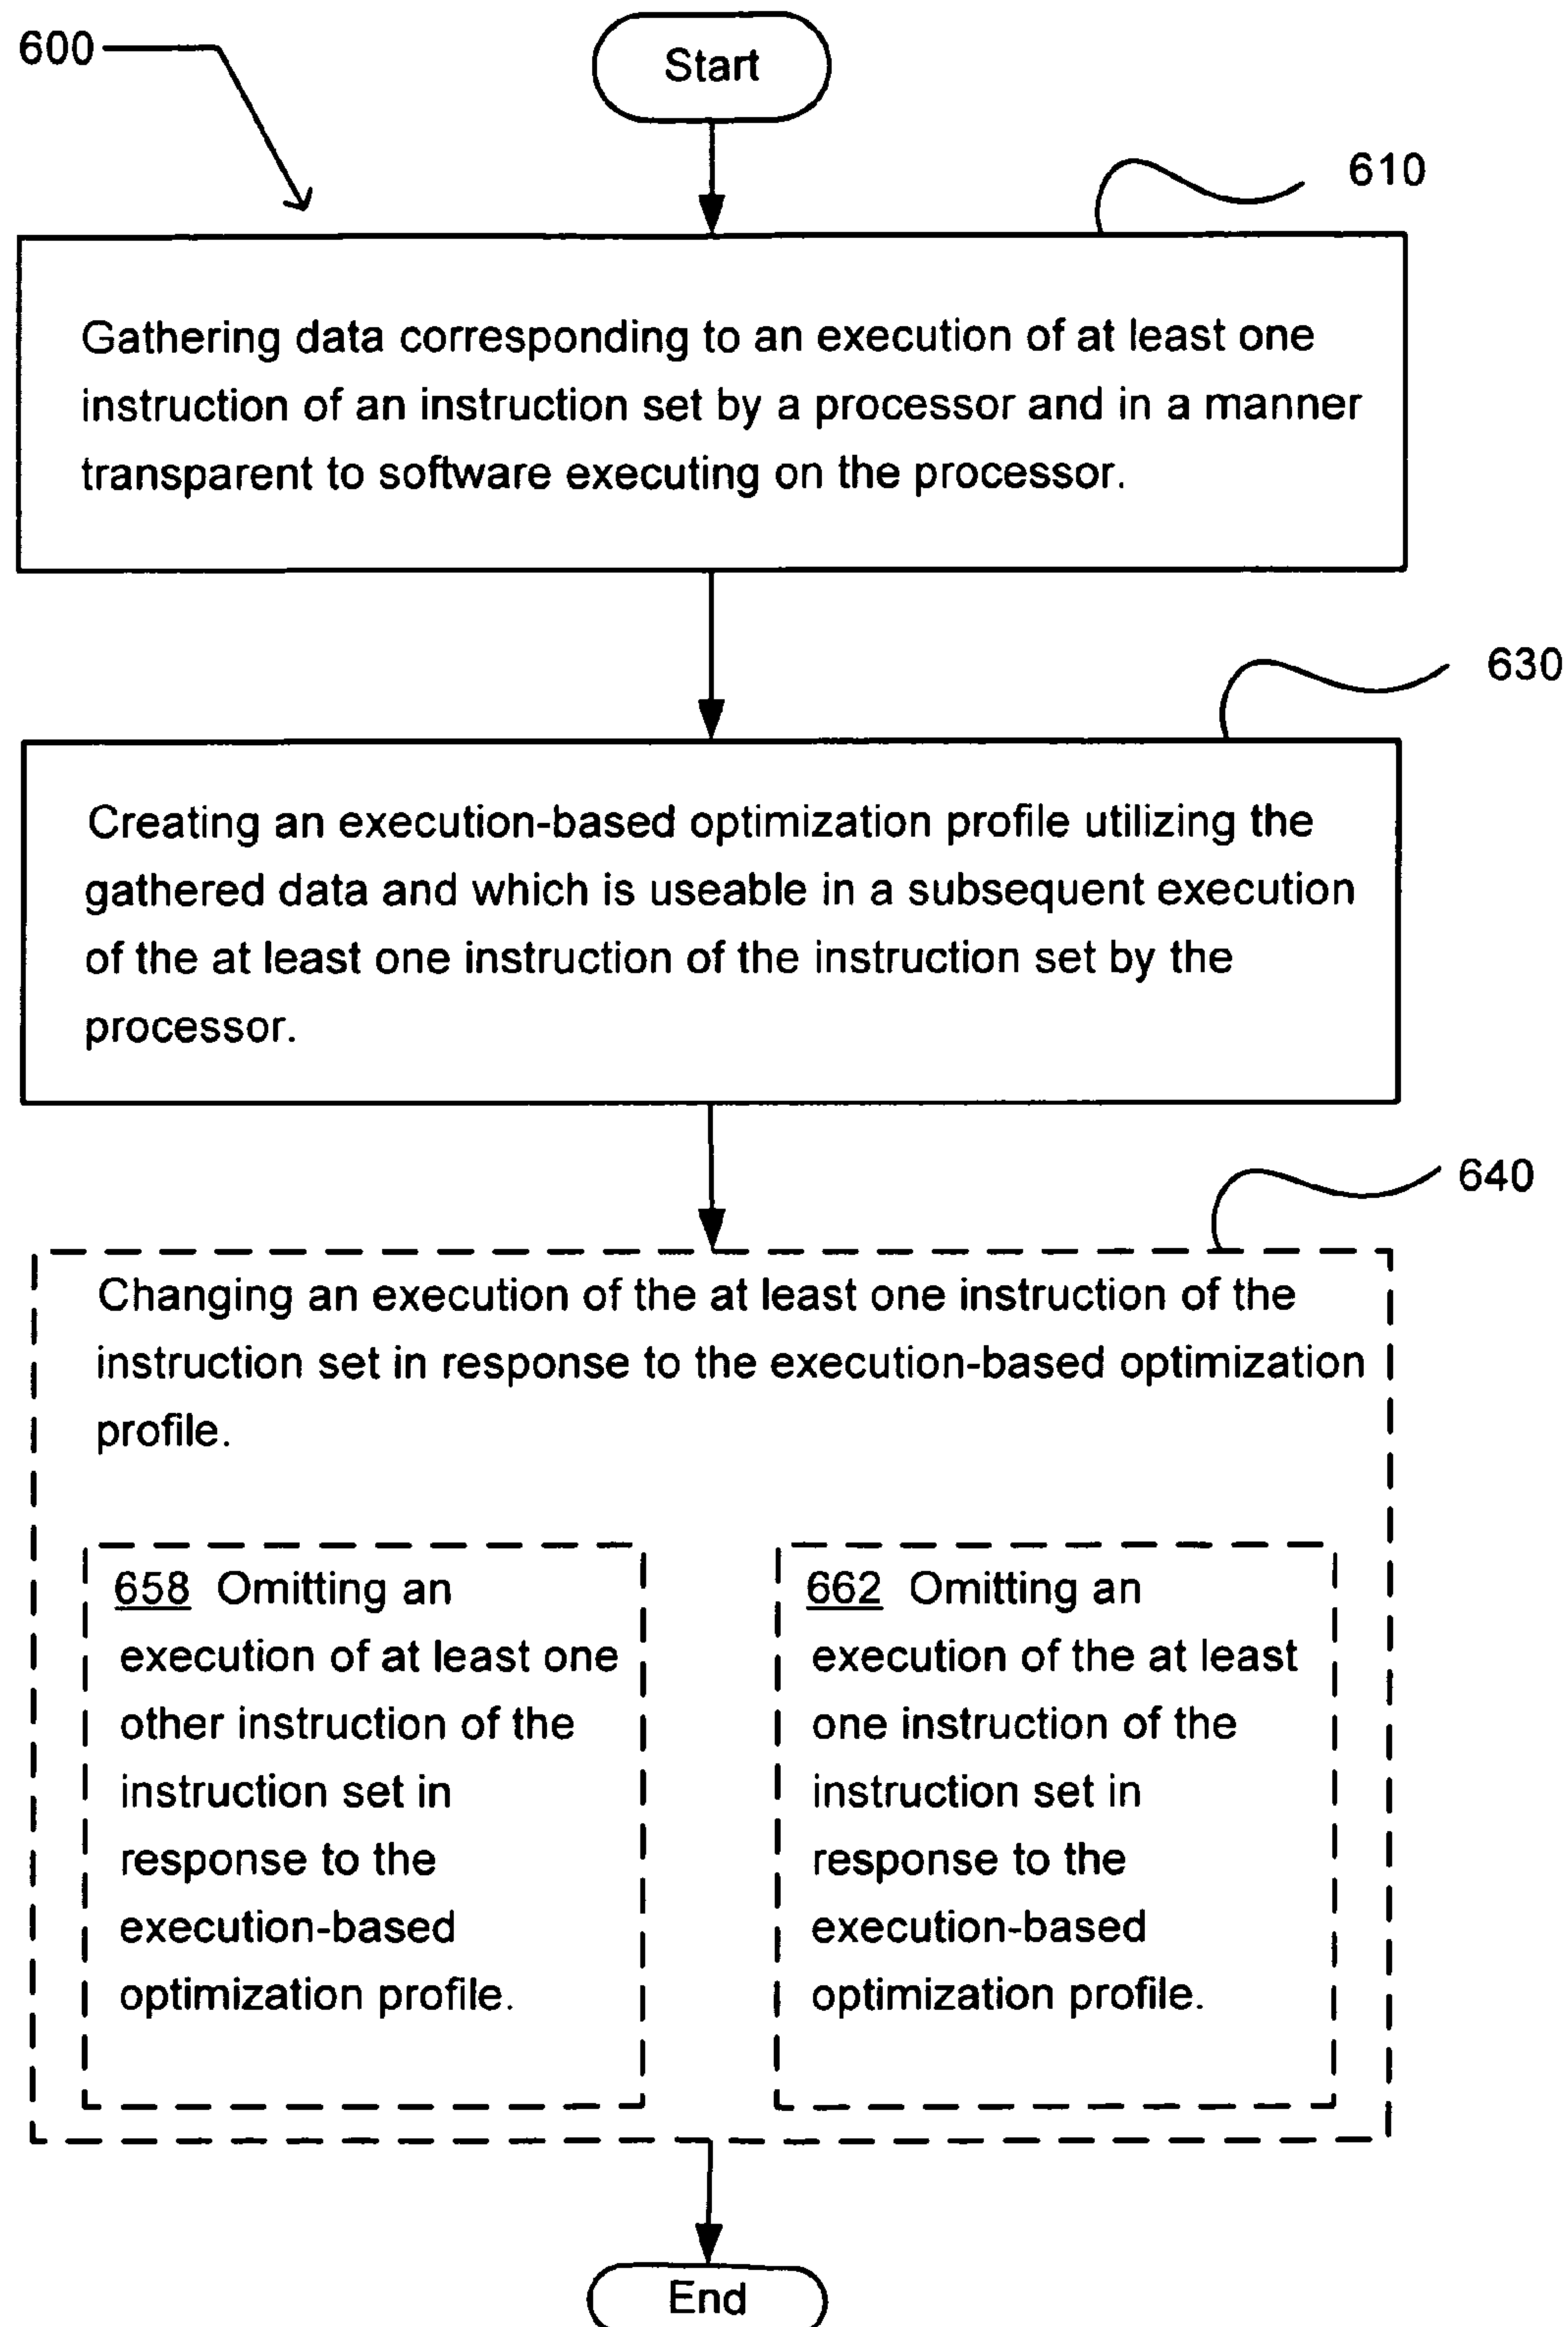 600
Start
610
Gathering data corresponding to an execution of at least one
instruction of an instruction set by a processor and in a manner
transparent to software executing on the processor.
630
Creating an execution-based optimization profile utilizing the
gathered data and which is useable in a subsequent execution
of the at least one instruction of the instruction set by the
processor.
640
Changing an execution of the at least one instruction of the
instruction set in response to the execution-based optimization
profile.
658 Omitting an
execution of at least one
other instruction of the
instruction set in
response to the
execution-based
optimization profile.
662 Omitting an
execution of the at least
one instruction of the
instruction set in
response to the
execution-based
optimization profile.
End